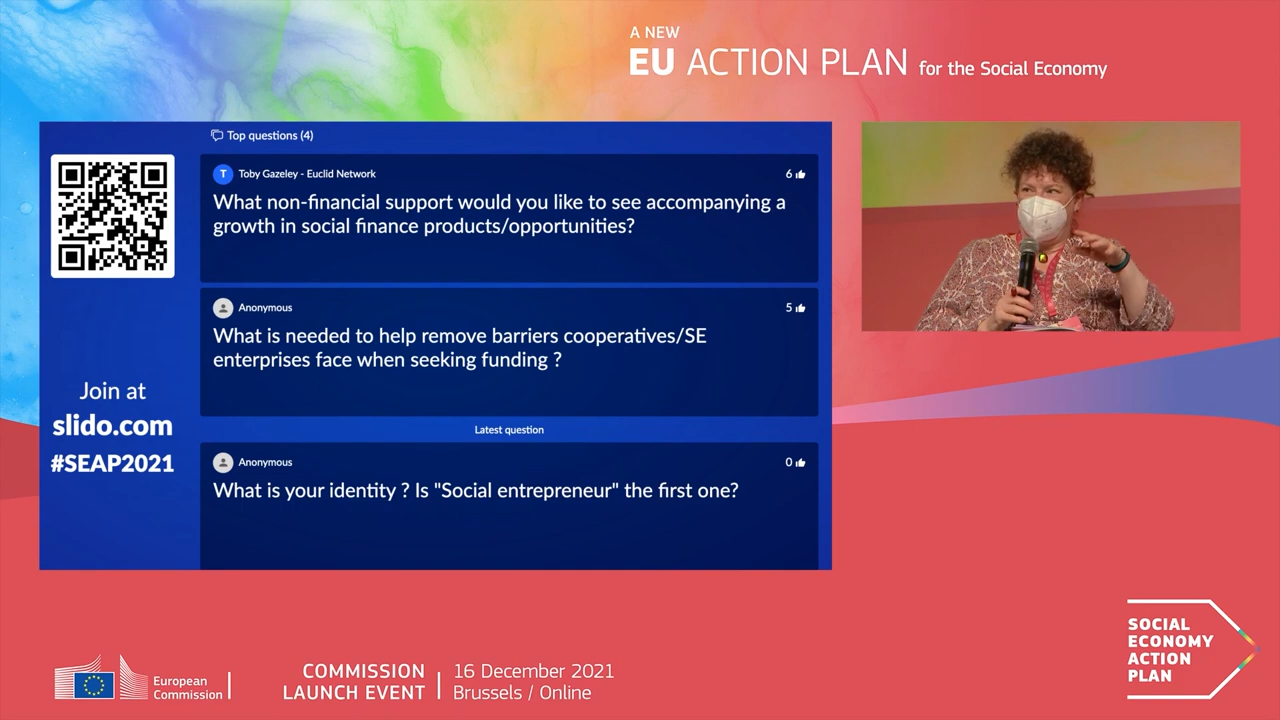 A NEW
EU ACTION PLAN for the Social Economy
Top questions (4)
T Toby Gazeley - Euclid Network 6
What non-financial support would you like to see accompanying a
growth in social finance products/opportunities?
Anonymous 5
What is needed to help remove barriers cooperatives/SE
enterprises face when seeking funding ?
Join at
slido.com
#SEAP2021
Latest question
Anonymous 0
What is your identity ? Is "Social entrepreneur" the first one?
European
Commission
COMMISSION
LAUNCH EVENT
16 December 2021
Brussels / Online
SOCIAL
ECONOMY
ACTION
PLAN